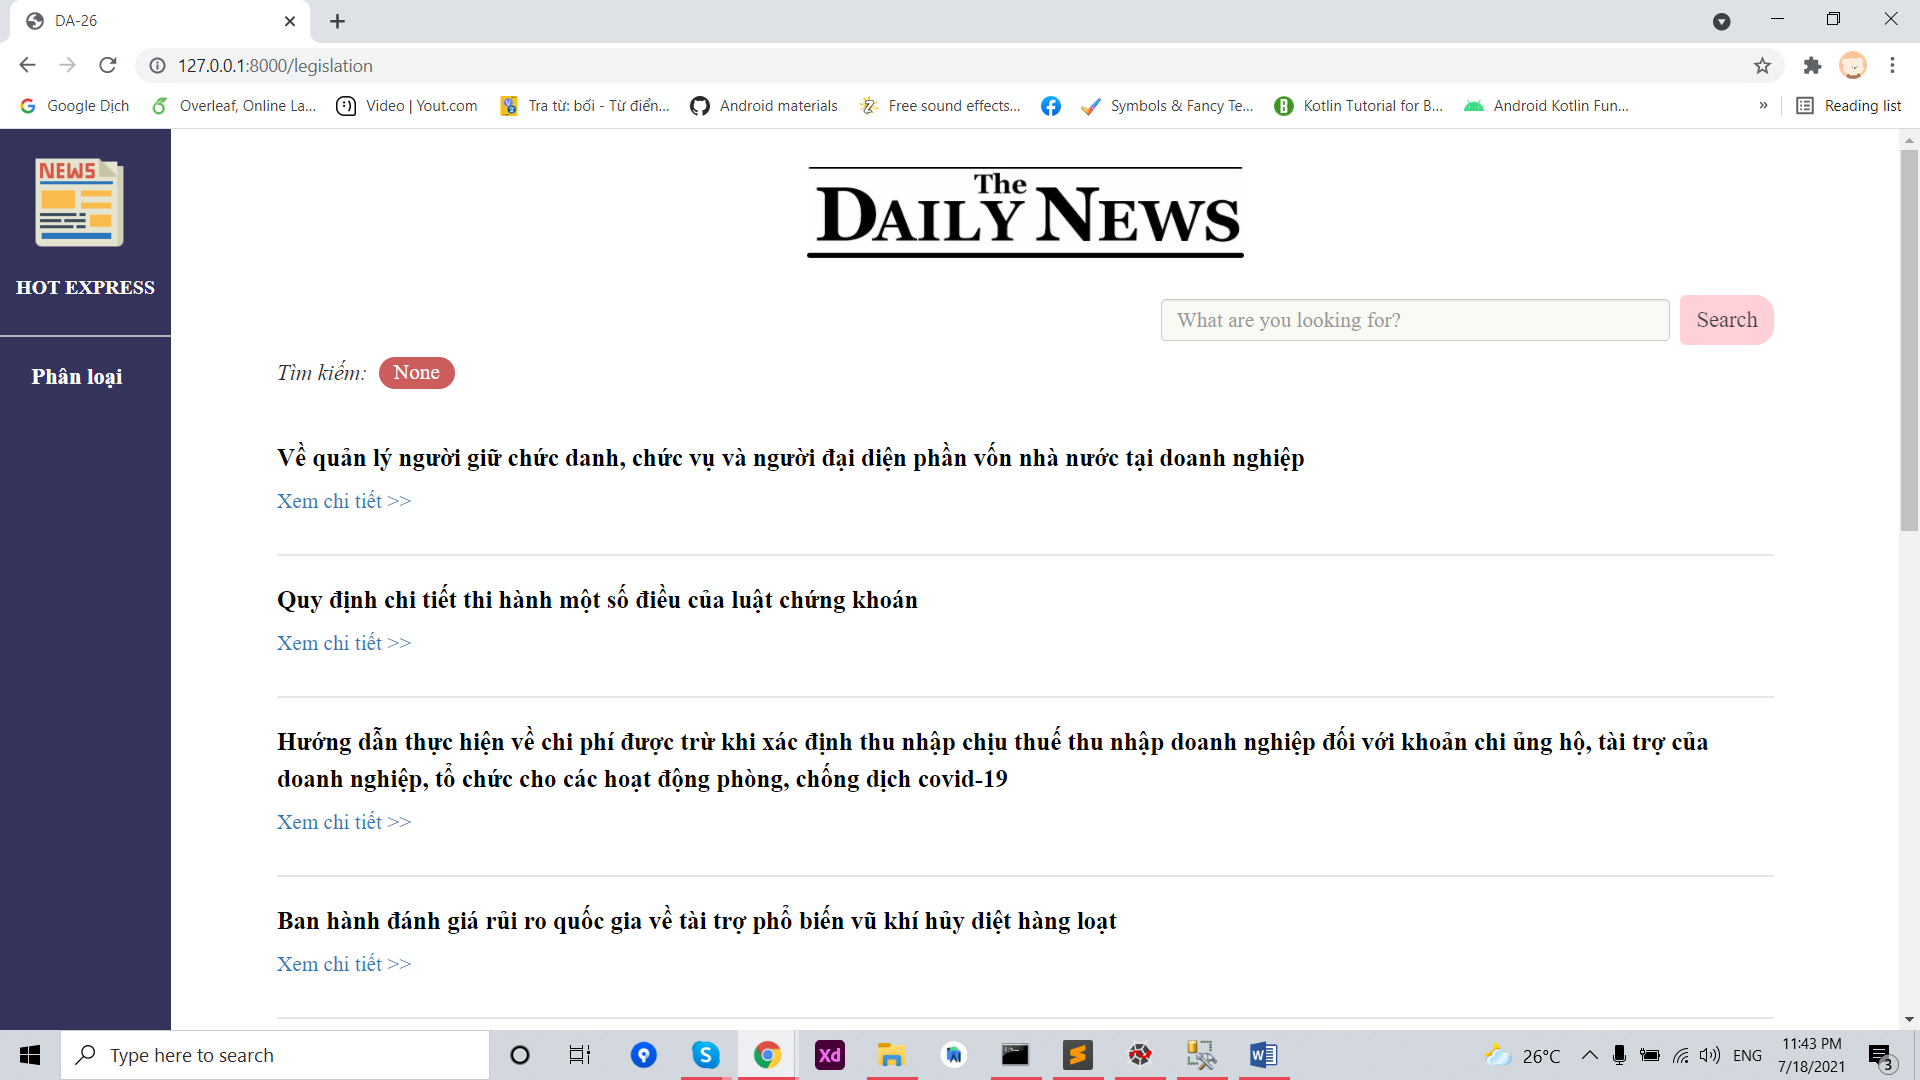 DA-26
127.0.0.1:8000/legislation
Google Dịch
Overleaf, Online La...
Video | Yout.com
Tra từ: bối - Từ điển...
Android materials
Free sound effects...
Symbols & Fancy Te...
Kotlin Tutorial for B...
Android Kotlin Fun...
»
Reading list
NEWS
HOT EXPRESS
Phân loại
The
DAILY NEWS
What are you looking for?
Search
Tìm kiếm: None
Về quản lý người giữ chức danh, chức vụ và người đại diện phần vốn nhà nước tại doanh nghiệp
Xem chi tiết >>
Quy định chi tiết thi hành một số điều của luật chứng khoán
Xem chi tiết >>
Hướng dẫn thực hiện về chi phí được trừ khi xác định thu nhập chịu thuế thu nhập doanh nghiệp đối với khoản chi ủng hộ, tài trợ của
doanh nghiệp, tổ chức cho các hoạt động phòng, chống dịch covid-19
Xem chi tiết >>
Ban hành đánh giá rủi ro quốc gia về tài trợ phổ biến vũ khí hủy diệt hàng loạt
Xem chi tiết >>
Type here to search
Xd
26°C
ENG
11:43 PM
7/18/2021
3